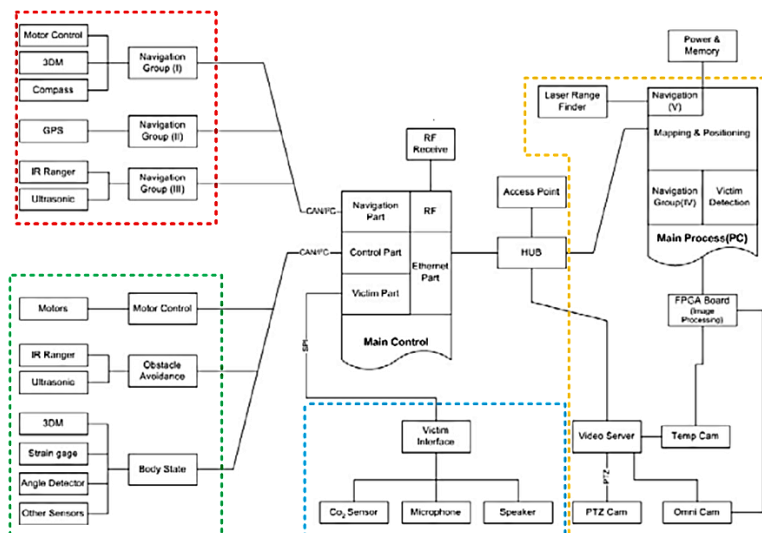 Motor Control
3DM
Compass
Navigation
Group (I)
GPS
Navigation
Group (II)
IR Ranger
Ultrasonic
Navigation
Group (III)
Motors
Motor Control
IR Ranger
Ultrasonic
Obstacle
Avoidance
3DM
Strain gage
Angle Detector
Other Sensors
Body State
CAN/I²C
CAN/I²C
SPI
RF
Receive
Navigation
Part
RF
Control Part
Ethernet
Part
Victim Part
Main Control
Victim
Interface
Co₂ Sensor
Microphone
Speaker
Access Point
HUB
Power &
Memory
Laser Range
Finder
Navigation
(V)
Mapping & Positioning
Navigation
Group(IV)
Victim
Detection
Main Process(PC)
FPGA Board
(Image
Processing)
Video Server
Temp Cam
PTZ
PTZ Cam
Omni Cam